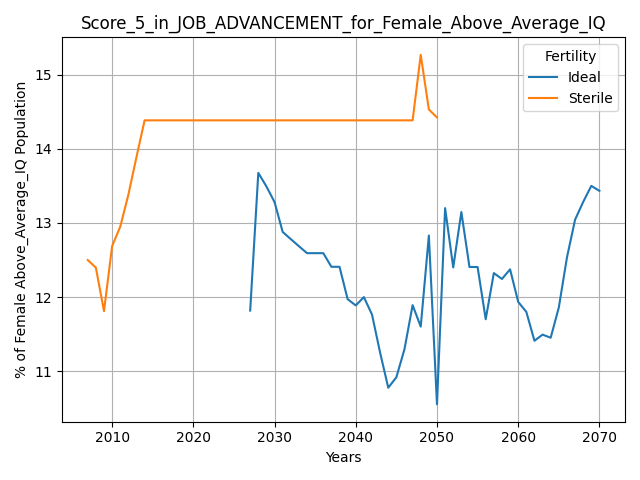 Score_5_in_JOB_ADVANCEMENT_for_Female_Above_Average_IQ
Fertility
Ideal
Sterile
% of Female Above_Average_IQ Population
15
14
13
12
11
2010 2020 2030 2040 2050 2060 2070
Years